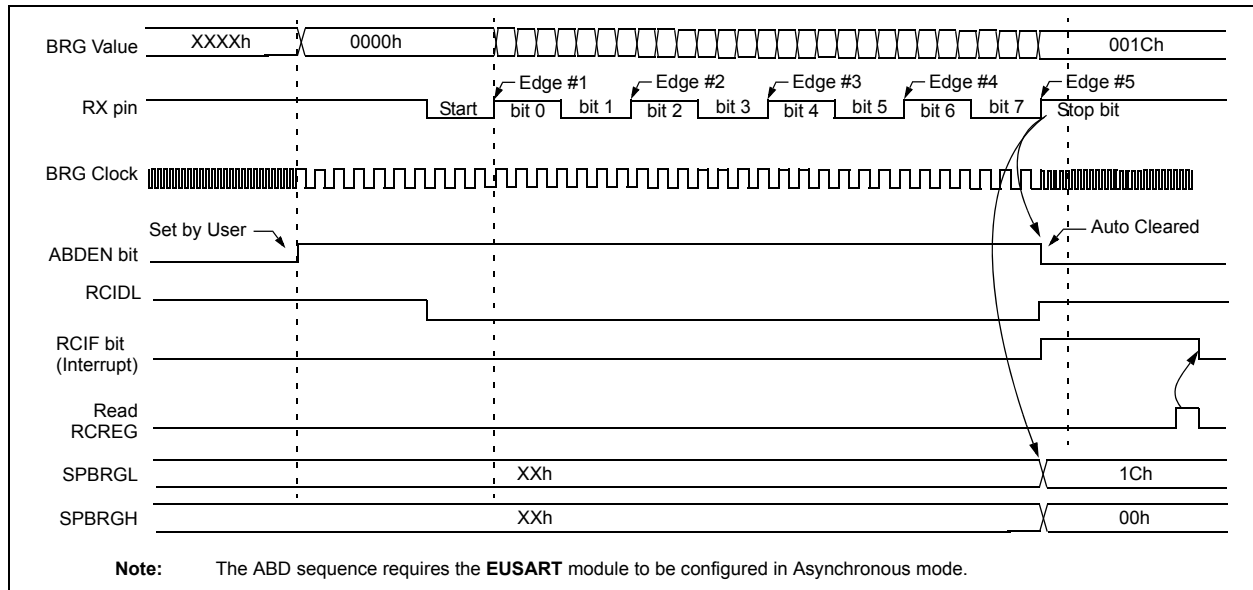 BRG Value XXXXh 0000h 001Ch
Edge #1 Edge #2 Edge #3 Edge #4 Edge #5
RX pin Start bit 0 bit 1 bit 2 bit 3 bit 4 bit 5 bit 6 bit 7 Stop bit
BRG Clock
Set by User Auto Cleared
ABDEN bit
RCIDL
RCIF bit
(Interrupt)
Read
RCREG
SPBRGL XXh 1Ch
SPBRGH XXh 00h
Note: The ABD sequence requires the EUSART module to be configured in Asynchronous mode.